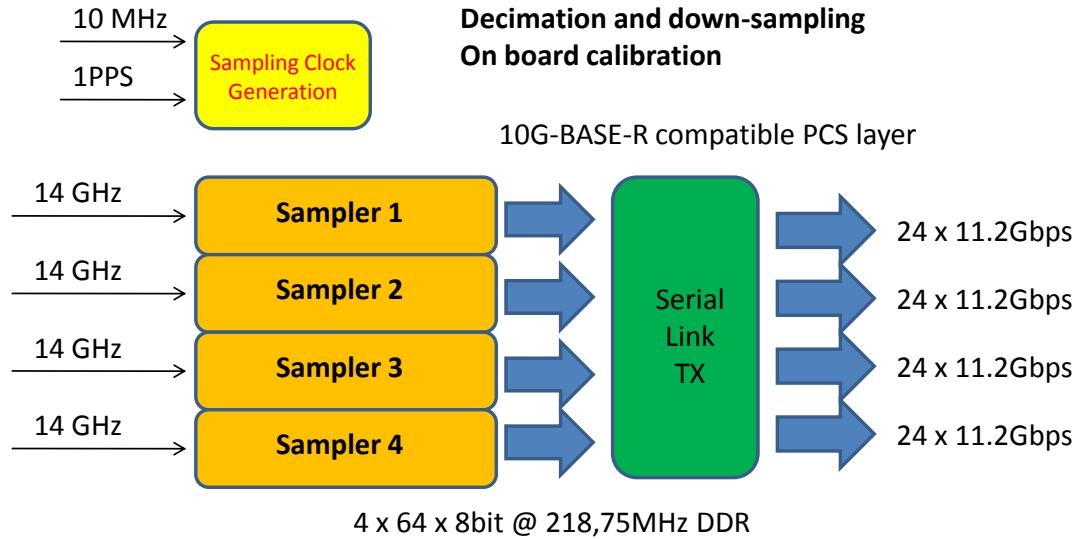 10 MHz
1PPS
Sampling Clock
Generation
Decimation and down-sampling
On board calibration
10G-BASE-R compatible PCS layer
14 GHz
Sampler 1
24 x 11.2Gbps
14 GHz
Sampler 2
24 x 11.2Gbps
Serial
Link
TX
14 GHz
Sampler 3
24 x 11.2Gbps
14 GHz
Sampler 4
24 x 11.2Gbps
4 x 64 x 8bit @ 218,75MHz DDR